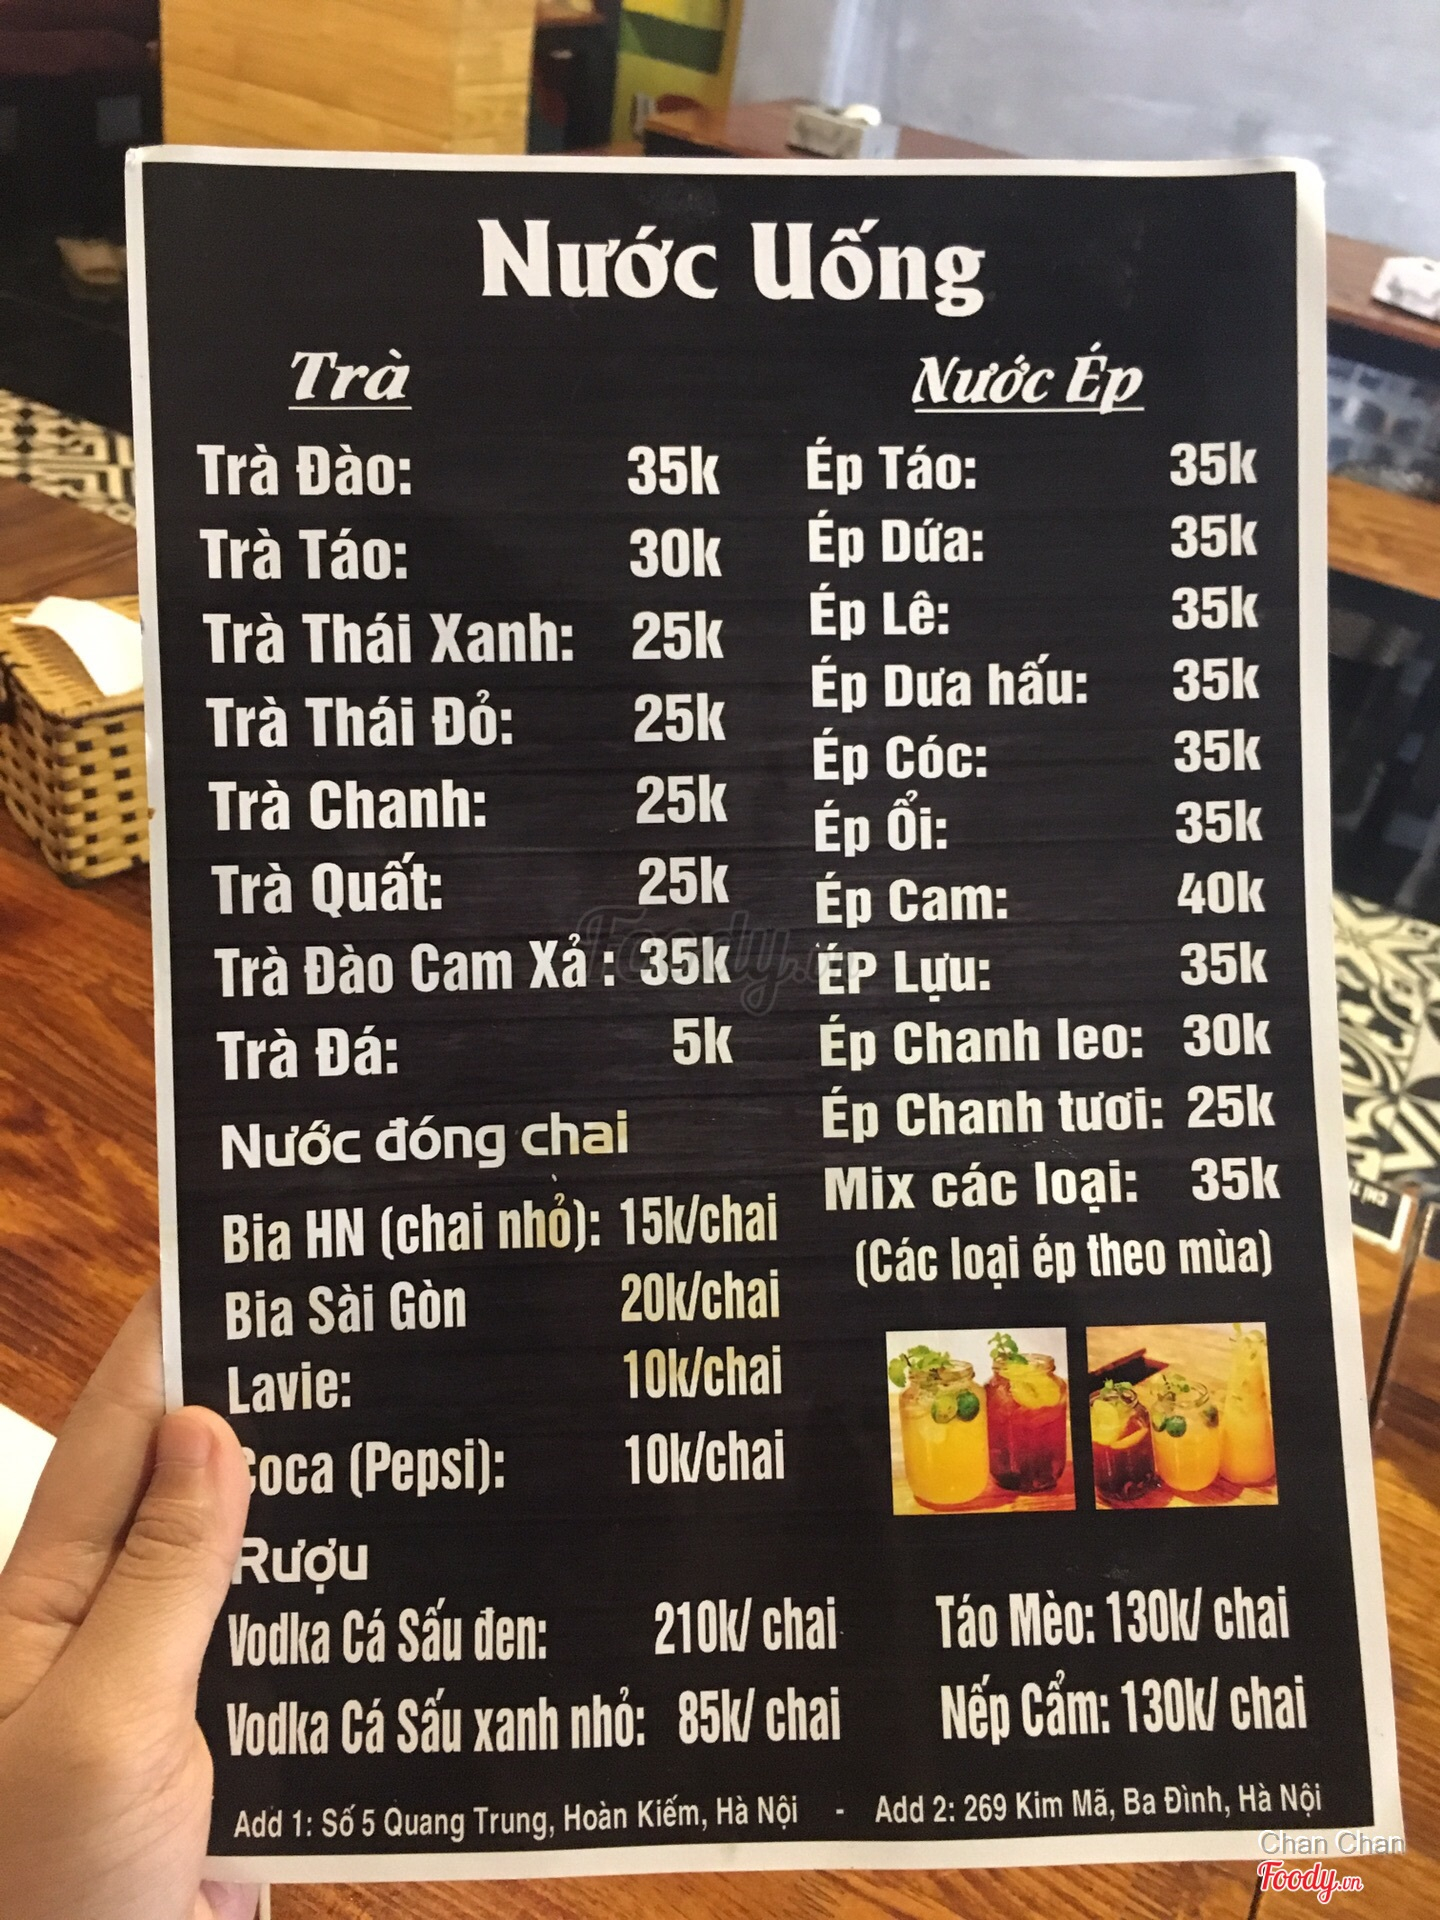 Nước Uống
Trà
Trà Đào: 35k
Trà Táo: 30k
Trà Thái Xanh: 25k
Trà Thái Đỏ: 25k
Trà Chanh: 25k
Trà Quất: 25k
Trà Đào Cam Xả : 35k
Trà Đá: 5k
Nước đóng chai
Bia HN (chai nhỏ): 15k/chai
Bia Sài Gòn 20k/chai
Lavie: 10k/chai
Coca (Pepsi): 10k/chai
Nước Ép
Ép Táo: 35k
Ép Dứa: 35k
Ép Lê: 35k
Ép Dưa hấu: 35k
Ép Cóc: 35k
Ép Ổi: 35k
Ép Cam: 40k
ÉP Lựu: 35k
Ép Chanh leo: 30k
Ép Chanh tươi: 25k
Mix các loại: 35k
(Các loại ép theo mùa)
Rượu
Vodka Cá Sấu đen: 210k/ chai
Vodka Cá Sấu xanh nhỏ: 85k/ chai
Táo Mèo: 130k/ chai
Nếp Cẩm: 130k/ chai
Add 1: Số 5 Quang Trung, Hoàn Kiếm, Hà Nội - Add 2: 269 Kim Mã, Ba Đình, Hà Nội
Foody.vn
Chan Chan
Foody.vn